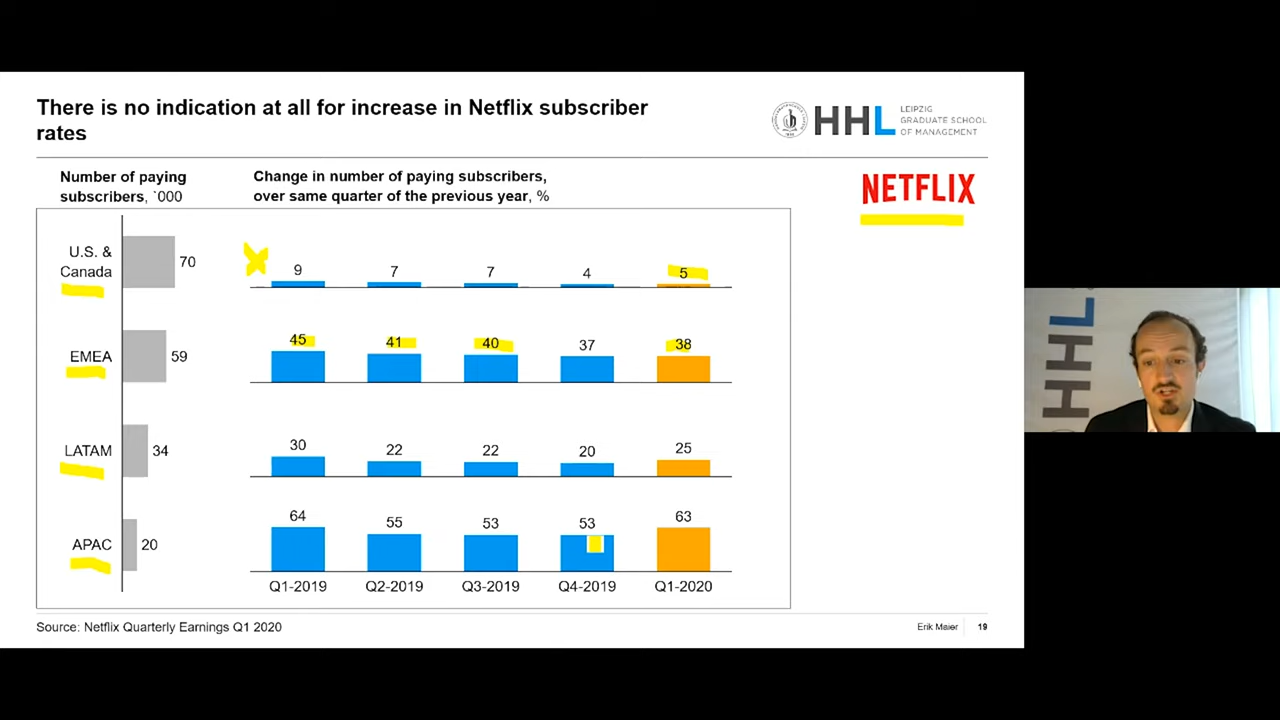 There is no indication at all for increase in Netflix subscriber
rates
HHL
LEIPZIG
GRADUATE SCHOOL
OF MANAGEMENT
Number of paying
subscribers, `000
Change in number of paying subscribers,
over same quarter of the previous year, %
NETFLIX
U.S. &
Canada
70
9 7 7 4 5
EMEA
59
45 41 40 37 38
LATAM
34
30 22 22 20 25
APAC
20
64 55 53 53 63
Q1-2019 Q2-2019 Q3-2019 Q4-2019 Q1-2020
Source: Netflix Quarterly Earnings Q1 2020
Erik Maier
19
HHL